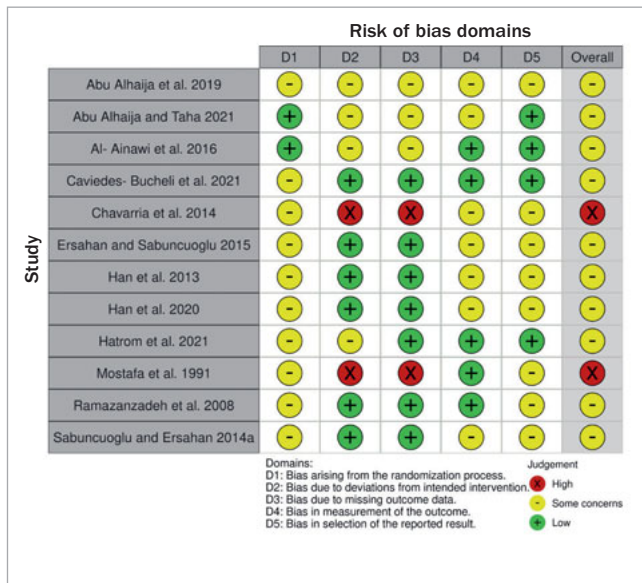 Risk of bias domains
D1 D2 D3 D4 D5 Overall
Study
Abu Alhaija et al. 2019 - - - - - -
Abu Alhaija and Taha 2021 + - - - + -
Al- Ainawi et al. 2016 + - - + + -
Caviedes- Bucheli et al. 2021 - + + + + -
Chavarria et al. 2014 - X X - - X
Ersahan and Sabuncuoglu 2015 - + + - - -
Han et al. 2013 - + + - - -
Han et al. 2020 - + + - - -
Hatrom et al. 2021 - - + + + -
Mostafa et al. 1991 - X X + - X
Ramazanzadeh et al. 2008 - + + + - -
Sabuncuoglu and Ersahan 2014a - + + - - -
Domains:
D1: Bias arising from the randomization process.
D2: Bias due to deviations from intended intervention.
D3: Bias due to missing outcome data.
D4: Bias in measurement of the outcome.
D5: Bias in selection of the reported result.
Judgement
X High
- Some concerns
+ Low